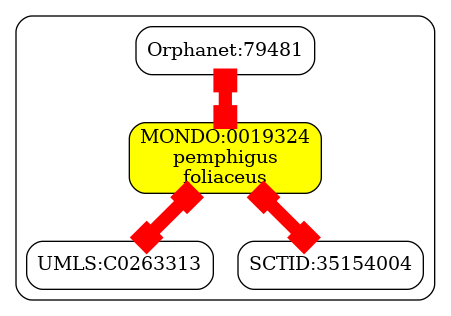 Orphanet:79481
MONDO:0019324
pemphigus
foliaceus
UMLS:C0263313
SCTID:35154004